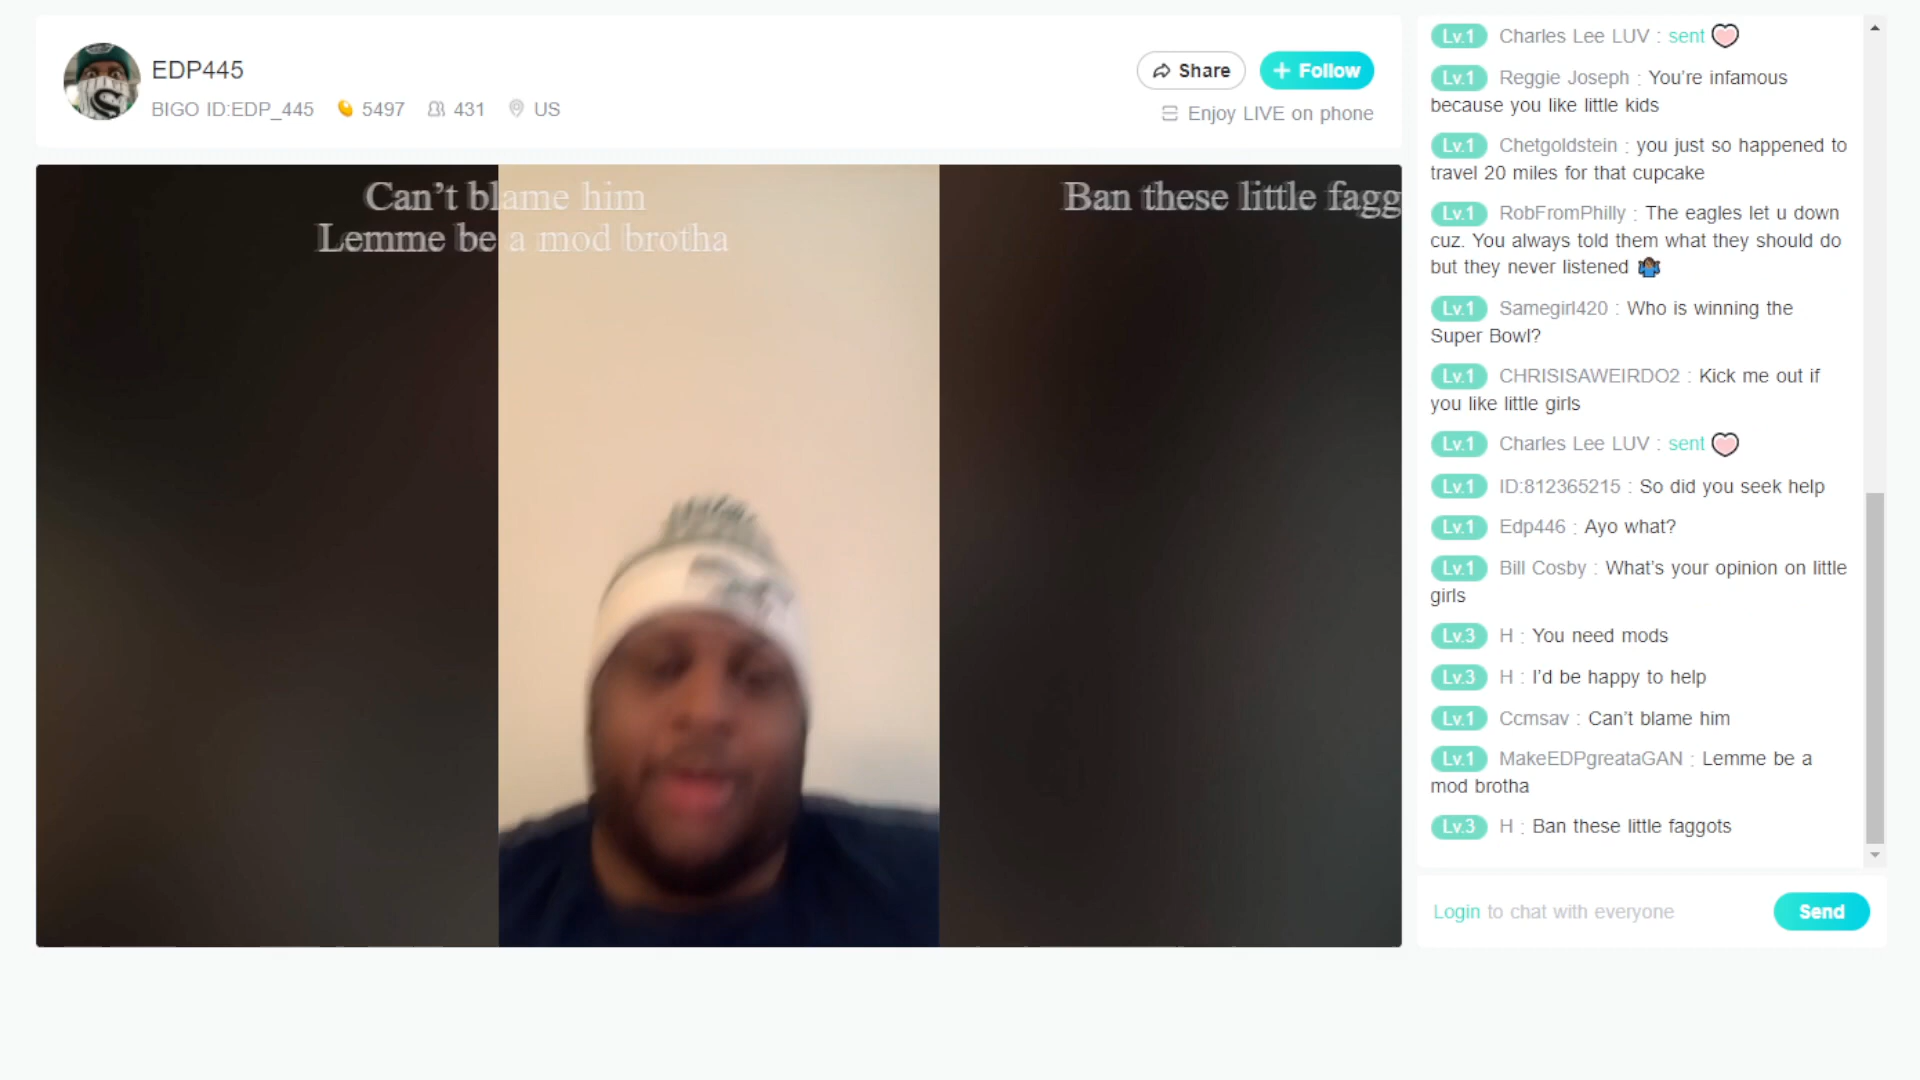 EDP445
BIGO ID:EDP_445 5497 431 US
Share
+ Follow
Enjoy LIVE on phone
Can’t blame him
Lemme be a mod brotha
Ban these little fagg
Lv.1 Charles Lee LUV : sent
Lv.1 Reggie Joseph : You’re infamous
because you like little kids
Lv.1 Chetgoldstein : you just so happened to
travel 20 miles for that cupcake
Lv.1 RobFromPhilly : The eagles let u down
cuz. You always told them what they should do
but they never listened 🤷🏾‍♂️
Lv.1 Samegirl420 : Who is winning the
Super Bowl?
Lv.1 CHRISISAWEIRDO2 : Kick me out if
you like little girls
Lv.1 Charles Lee LUV : sent
Lv.1 ID:812365215 : So did you seek help
Lv.1 Edp446 : Ayo what?
Lv.1 Bill Cosby : What’s your opinion on little
girls
Lv.3 H : You need mods
Lv.3 H : I’d be happy to help
Lv.1 Ccmsav : Can’t blame him
Lv.1 MakeEDPgreataGAN : Lemme be a
mod brotha
Lv.3 H : Ban these little faggots
Login to chat with everyone
Send